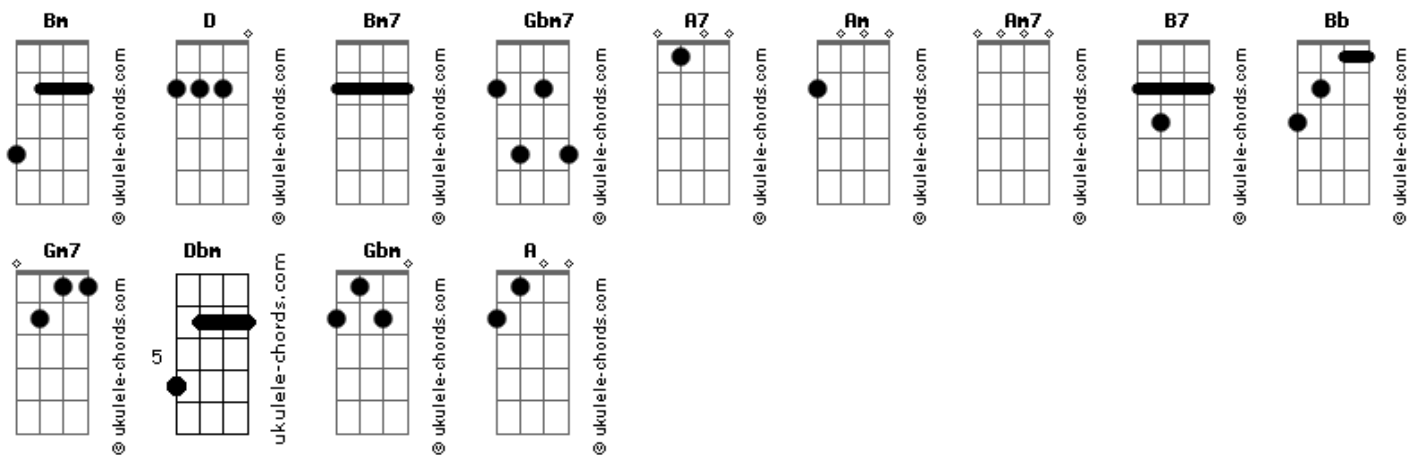 Bm D Bm7 Gbm7 A7 Am Am7 B7 Bb
© ukulele-chords.com © ukulele-chords.com © ukulele-chords.com © ukulele-chords.com © ukulele-chords.com © ukulele-chords.com © ukulele-chords.com © ukulele-chords.com © ukulele-chords.com
Gm7 Dbm Gbm A
5
© ukulele-chords.com ukulele-chords.com © ukulele-chords.com © ukulele-chords.com